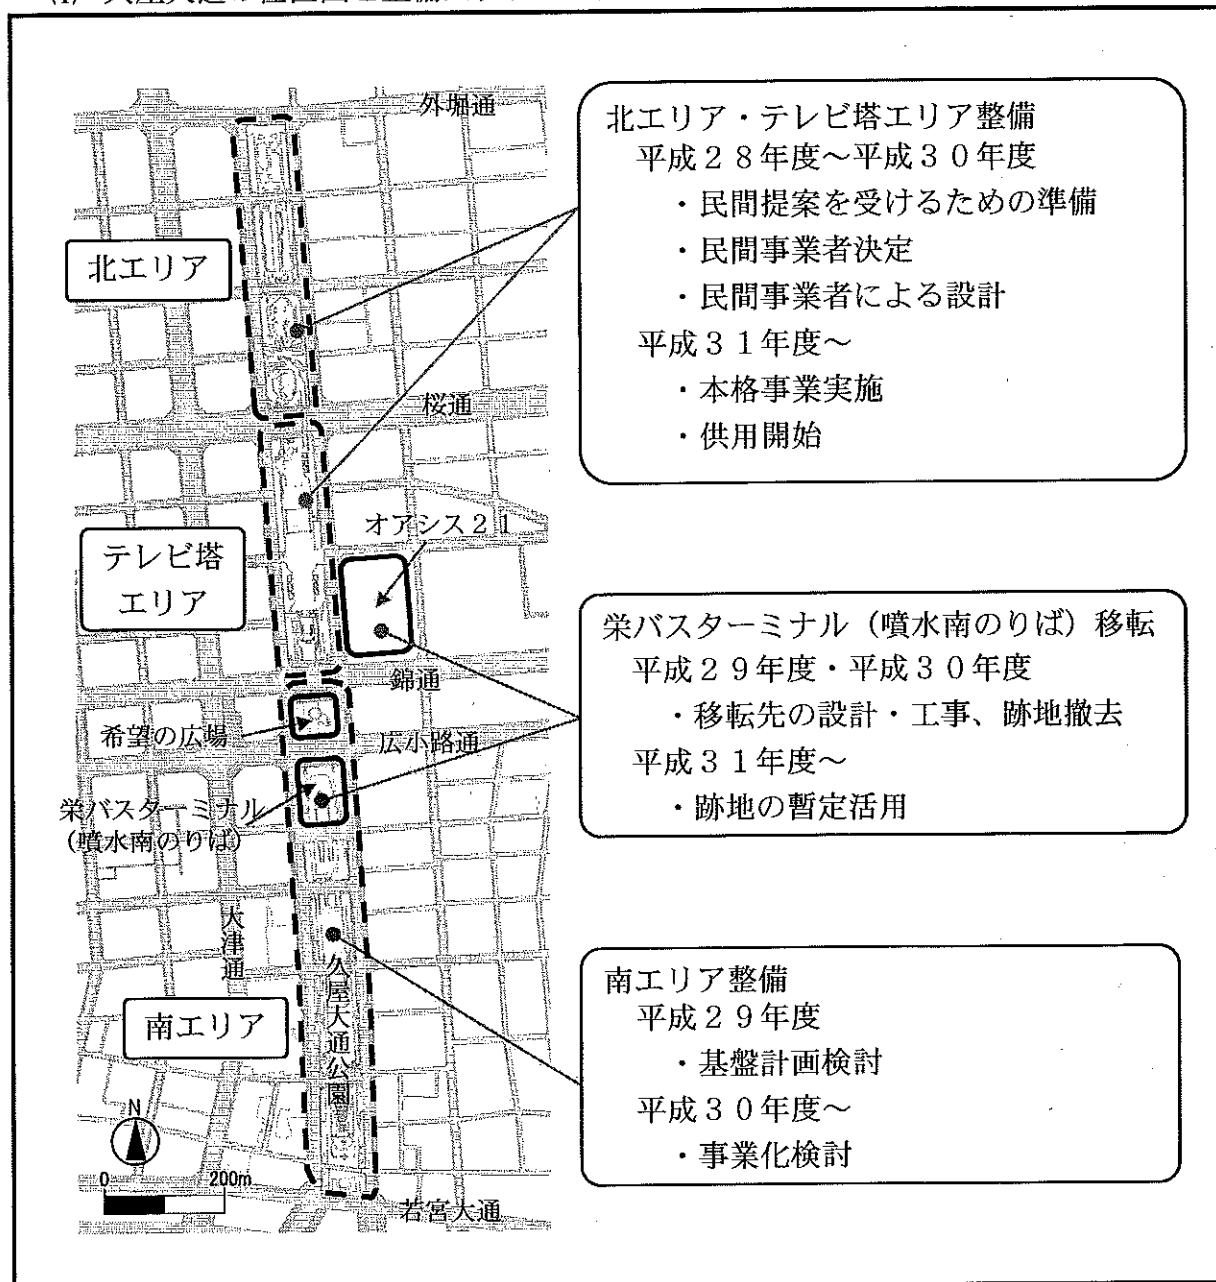 外堀通
北エリア・テレビ塔エリア整備
平成２８年度～平成３０年度
・民間提案を受けるための準備
・民間事業者決定
・民間事業者による設計
平成３１年度～
・本格事業実施
・供用開始
北エリア
桜通
オアシス２１
テレビ塔
エリア
錦通
栄バスターミナル（噴水南のりば）移転
平成２９年度・平成３０年度
・移転先の設計・工事、跡地撤去
平成３１年度～
・跡地の暫定活用
希望の広場
広小路通
栄バスターミナル
（噴水南のりば）
大津通
久屋大通公園
南エリア
南エリア整備
平成２９年度
・基盤計画検討
平成３０年度～
・事業化検討
N
0 200m
若宮大通